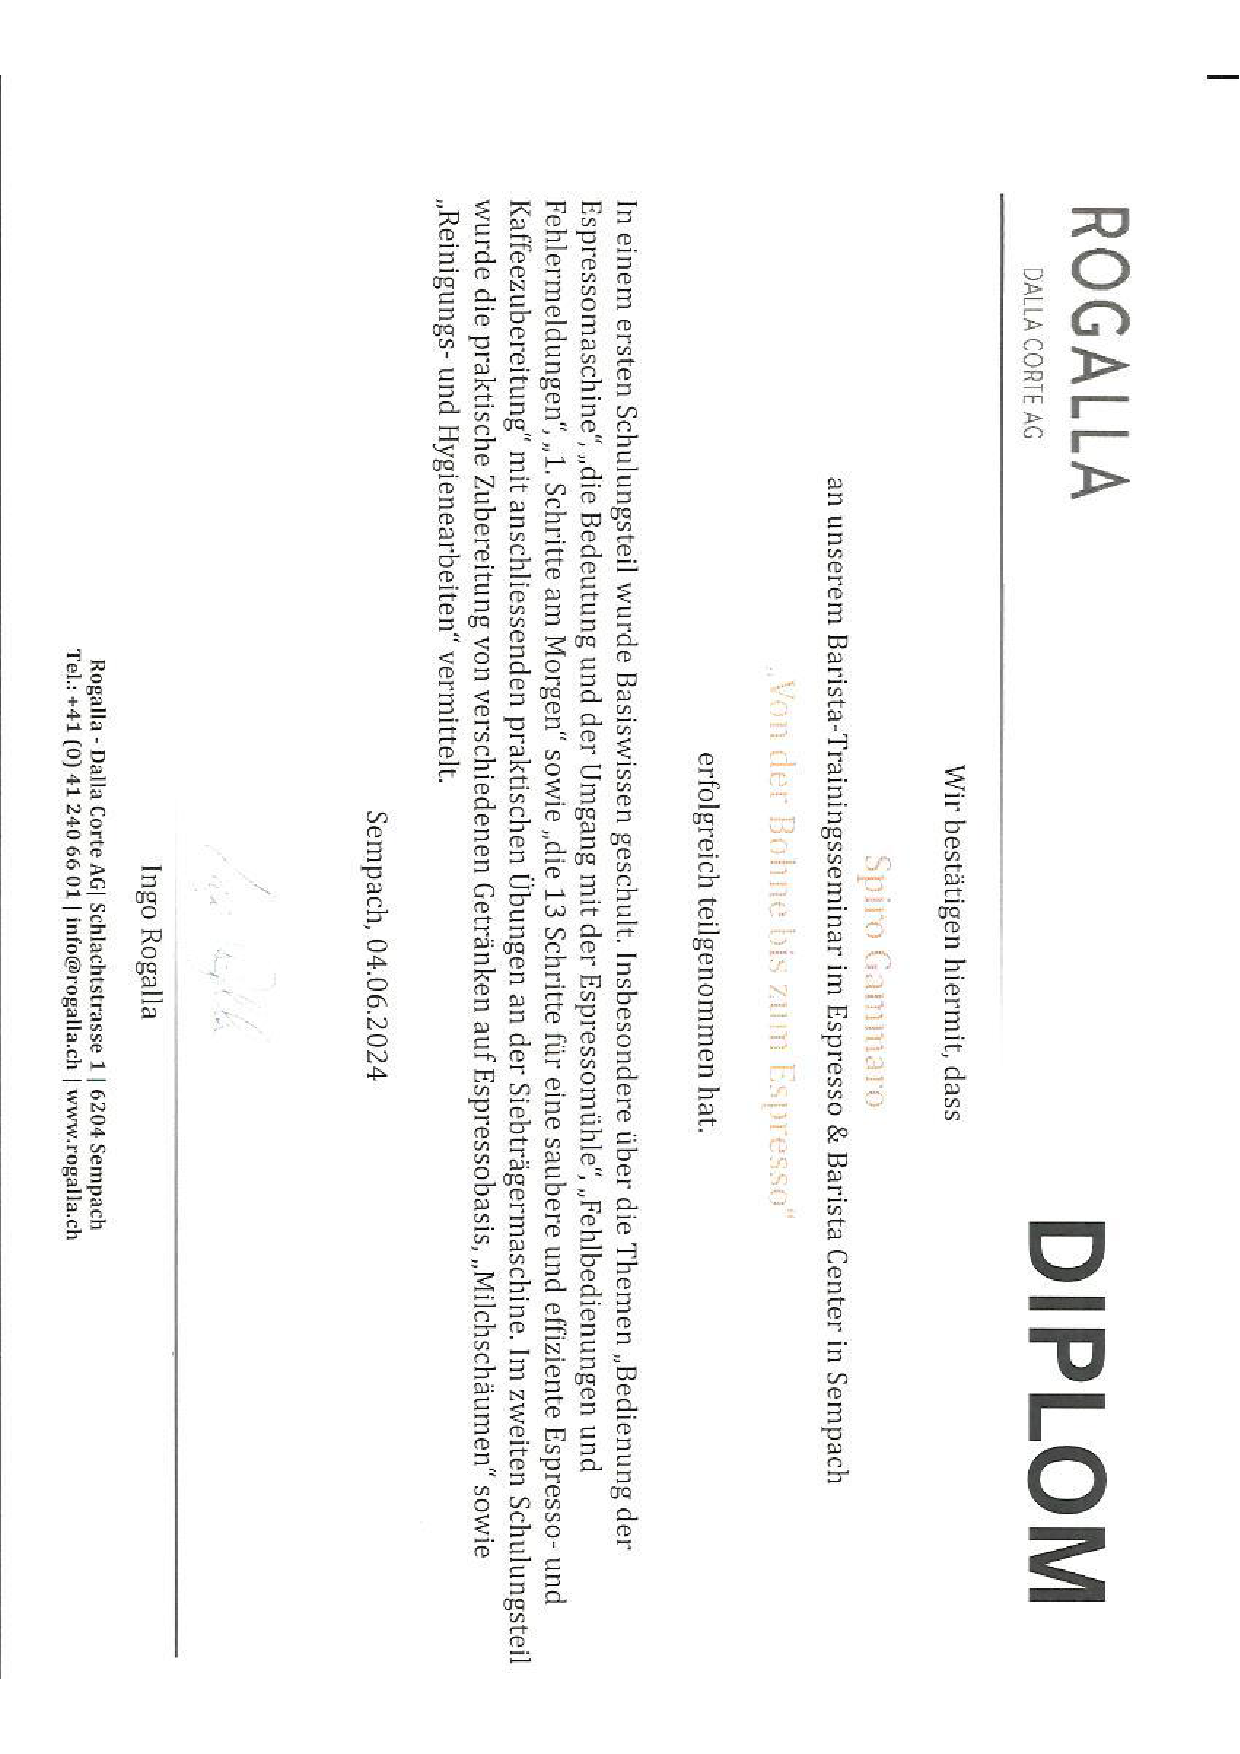 ROGALLA
DALLA CORTE AG
DIPLOM
Wir bestätigen hiermit, dass
Spiro Gammaro
an unserem Barista-Trainingsseminar im Espresso & Barista Center in Sempach
„Von der Bohne bis zum Espresso“
erfolgreich teilgenommen hat.
In einem ersten Schulungsteil wurde Basiswissen geschult. Insbesondere über die Themen „Bedienung der
Espressomaschine“, „die Bedeutung und der Umgang mit der Espressomühle“, „Fehlbedienungen und
Fehlermeldungen“, „1. Schritte am Morgen“ sowie „die 13 Schritte für eine saubere und effiziente Espresso- und
Kaffeezubereitung“ mit anschliessenden praktischen Übungen an der Siebträgermaschine. Im zweiten Schulungsteil
wurde die praktische Zubereitung von verschiedenen Getränken auf Espressobasis, „Milchschäumen“ sowie
„Reinigungs- und Hygienearbeiten“ vermittelt.
Sempach, 04.06.2024
Ingo Rogalla
Rogalla - Dalla Corte AG| Schlachtstrasse 1 | 6204 Sempach
Tel.: +41 (0) 41 240 66 01 | info@rogalla.ch | www.rogalla.ch